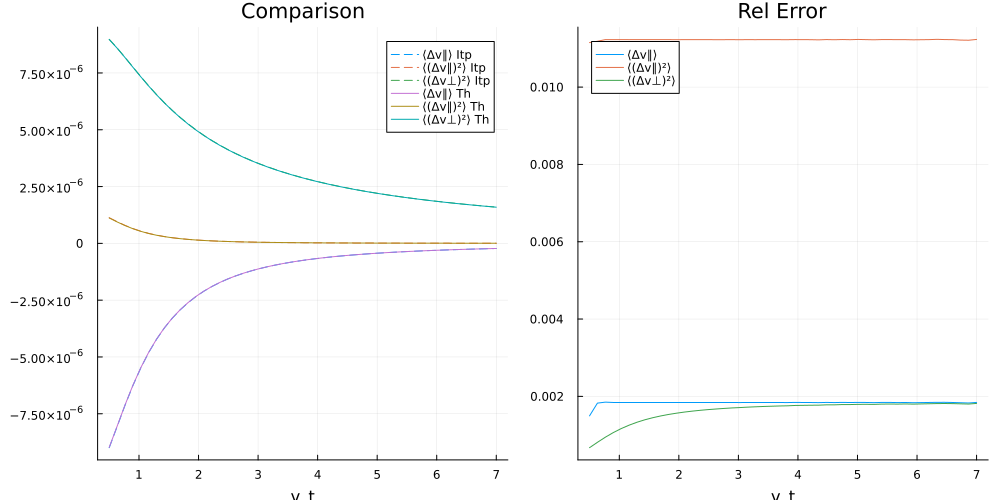 Comparison
7.50×10⁻⁶
5.00×10⁻⁶
2.50×10⁻⁶
0
−2.50×10⁻⁶
−5.00×10⁻⁶
−7.50×10⁻⁶
⟨Δv∥⟩ Itp
⟨(Δv∥)²⟩ Itp
⟨(Δv⊥)²⟩ Itp
⟨Δv∥⟩ Th
⟨(Δv∥)²⟩ Th
⟨(Δv⊥)²⟩ Th
1 2 3 4 5 6 7
v_t
Rel Error
0.010
0.008
0.006
0.004
0.002
⟨Δv∥⟩
⟨(Δv∥)²⟩
⟨(Δv⊥)²⟩
1 2 3 4 5 6 7
v_t